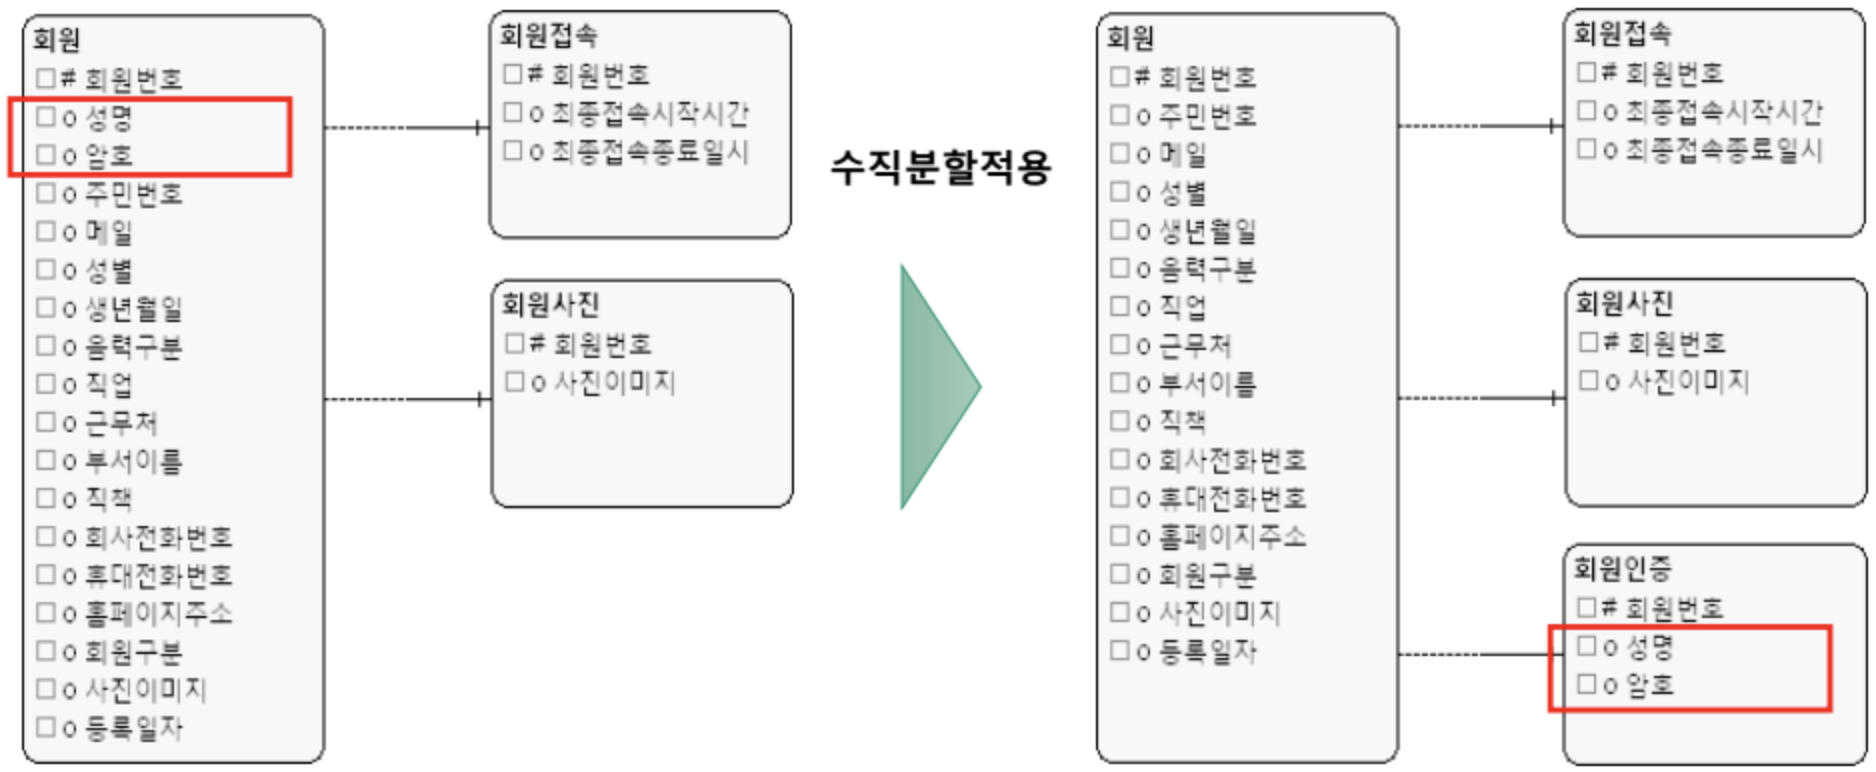 회원
# 회원번호
o 성명
o 암호
o 주민번호
o 메일
o 성별
o 생년월일
o 음력구분
o 직업
o 근무처
o 부서이름
o 직책
o 회사전화번호
o 휴대전화번호
o 홈페이지주소
o 회원구분
o 사진이미지
o 등록일자
회원접속
# 회원번호
o 최종접속시작시간
o 최종접속종료일시
회원사진
# 회원번호
o 사진이미지
수직분할적용
회원
# 회원번호
o 주민번호
o 메일
o 성별
o 생년월일
o 음력구분
o 직업
o 근무처
o 부서이름
o 직책
o 회사전화번호
o 휴대전화번호
o 홈페이지주소
o 회원구분
o 사진이미지
o 등록일자
회원접속
# 회원번호
o 최종접속시작시간
o 최종접속종료일시
회원사진
# 회원번호
o 사진이미지
회원인증
# 회원번호
o 성명
o 암호